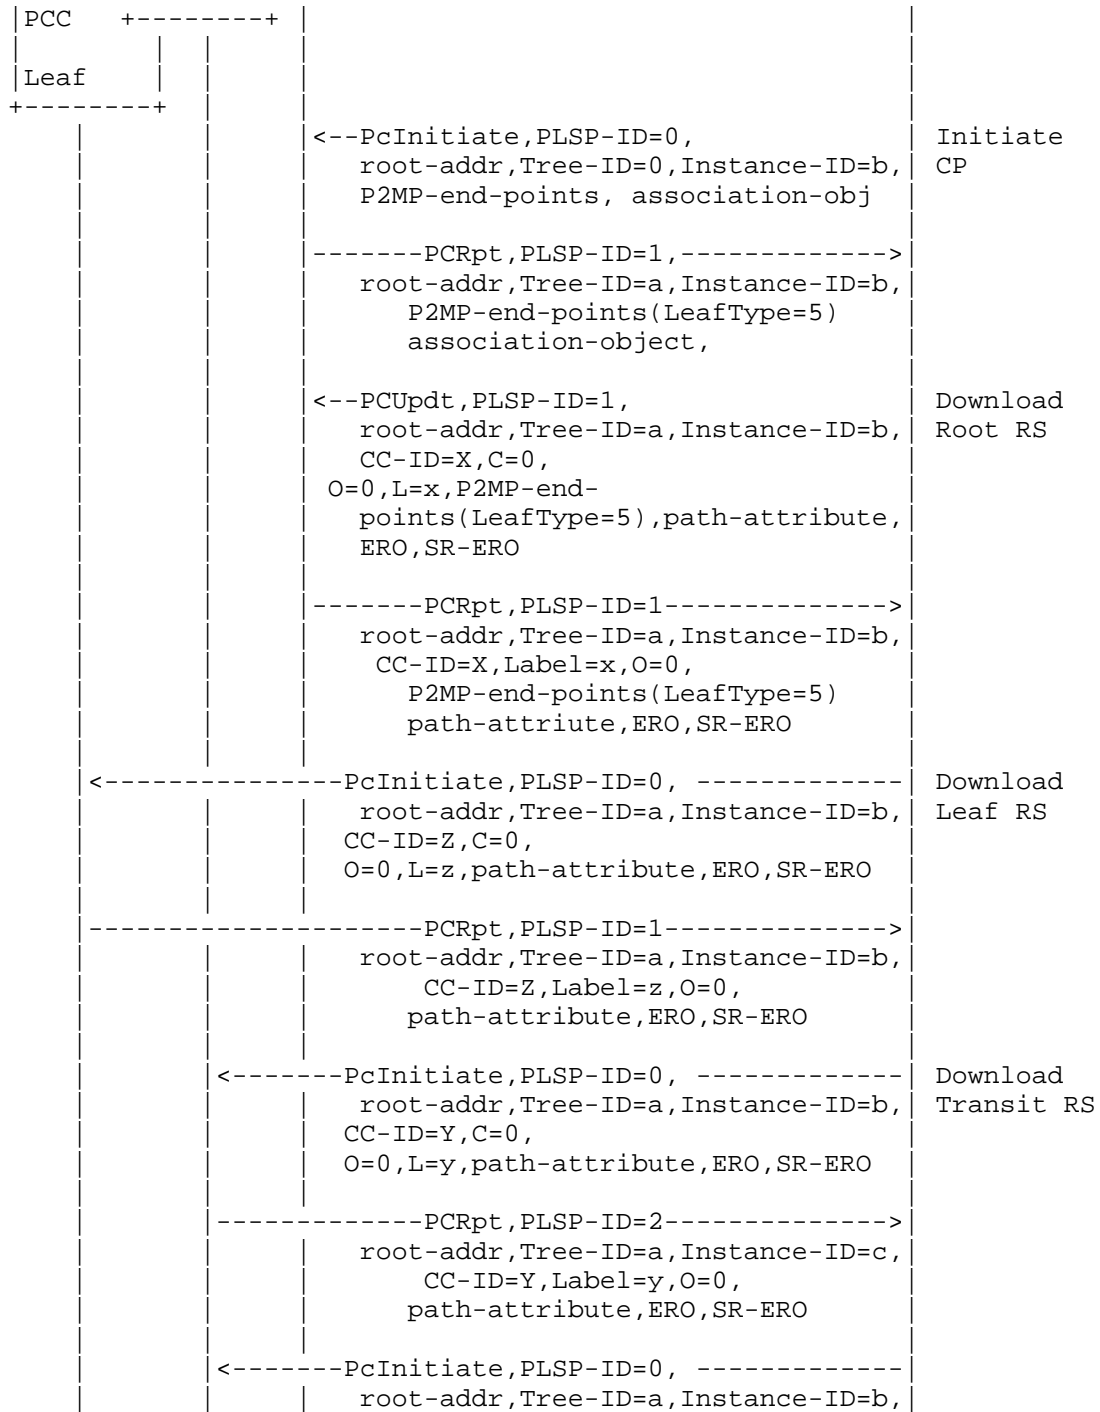 |PCC    +--------+ |                                     |
|        |  |     |                                     |
|Leaf    |  |     |                                     |
+--------+  |     |                                     |
    |       |     |<--PcInitiate,PLSP-ID=0,             | Initiate
    |       |     |   root-addr,Tree-ID=0,Instance-ID=b,| CP
    |       |     |   P2MP-end-points, association-obj  |
    |       |     |                                     |
    |       |     |-------PCRpt,PLSP-ID=1,------------->|
    |       |     |   root-addr,Tree-ID=a,Instance-ID=b,|
    |       |     |      P2MP-end-points(LeafType=5)    |
    |       |     |      association-object,            |
    |       |     |                                     |
    |       |     |<--PCUpdt,PLSP-ID=1,                 | Download
    |       |     |   root-addr,Tree-ID=a,Instance-ID=b,| Root RS
    |       |     |   CC-ID=X,C=0,                      |
    |       |     | O=0,L=x,P2MP-end-                   |
    |       |     |   points(LeafType=5),path-attribute,|
    |       |     |   ERO,SR-ERO                        |
    |       |     |                                     |
    |       |     |-------PCRpt,PLSP-ID=1-------------->|
    |       |     |   root-addr,Tree-ID=a,Instance-ID=b,|
    |       |     |    CC-ID=X,Label=x,O=0,             |
    |       |     |      P2MP-end-points(LeafType=5)    |
    |       |     |      path-attriute,ERO,SR-ERO       |
    |       |     |                                     |
    |<---------------PcInitiate,PLSP-ID=0, -------------| Download
    |       |     |   root-addr,Tree-ID=a,Instance-ID=b,| Leaf RS
    |       |     |  CC-ID=Z,C=0,                       |
    |       |     |  O=0,L=z,path-attribute,ERO,SR-ERO  |
    |       |     |                                     |
    |---------------------PCRpt,PLSP-ID=1-------------->|
    |       |     |   root-addr,Tree-ID=a,Instance-ID=b,|
    |       |     |       CC-ID=Z,Label=z,O=0,          |
    |       |     |      path-attribute,ERO,SR-ERO      |
    |       |     |                                     |
    |       |<-------PcInitiate,PLSP-ID=0, -------------| Download
    |       |     |   root-addr,Tree-ID=a,Instance-ID=b,| Transit RS
    |       |     |  CC-ID=Y,C=0,                       |
    |       |     |  O=0,L=y,path-attribute,ERO,SR-ERO  |
    |       |     |                                     |
    |       |-------------PCRpt,PLSP-ID=2-------------->|
    |       |     |   root-addr,Tree-ID=a,Instance-ID=c,|
    |       |     |       CC-ID=Y,Label=y,O=0,          |
    |       |     |      path-attribute,ERO,SR-ERO      |
    |       |     |                                     |
    |       |<-------PcInitiate,PLSP-ID=0, -------------|
    |       |     |   root-addr,Tree-ID=a,Instance-ID=b,|